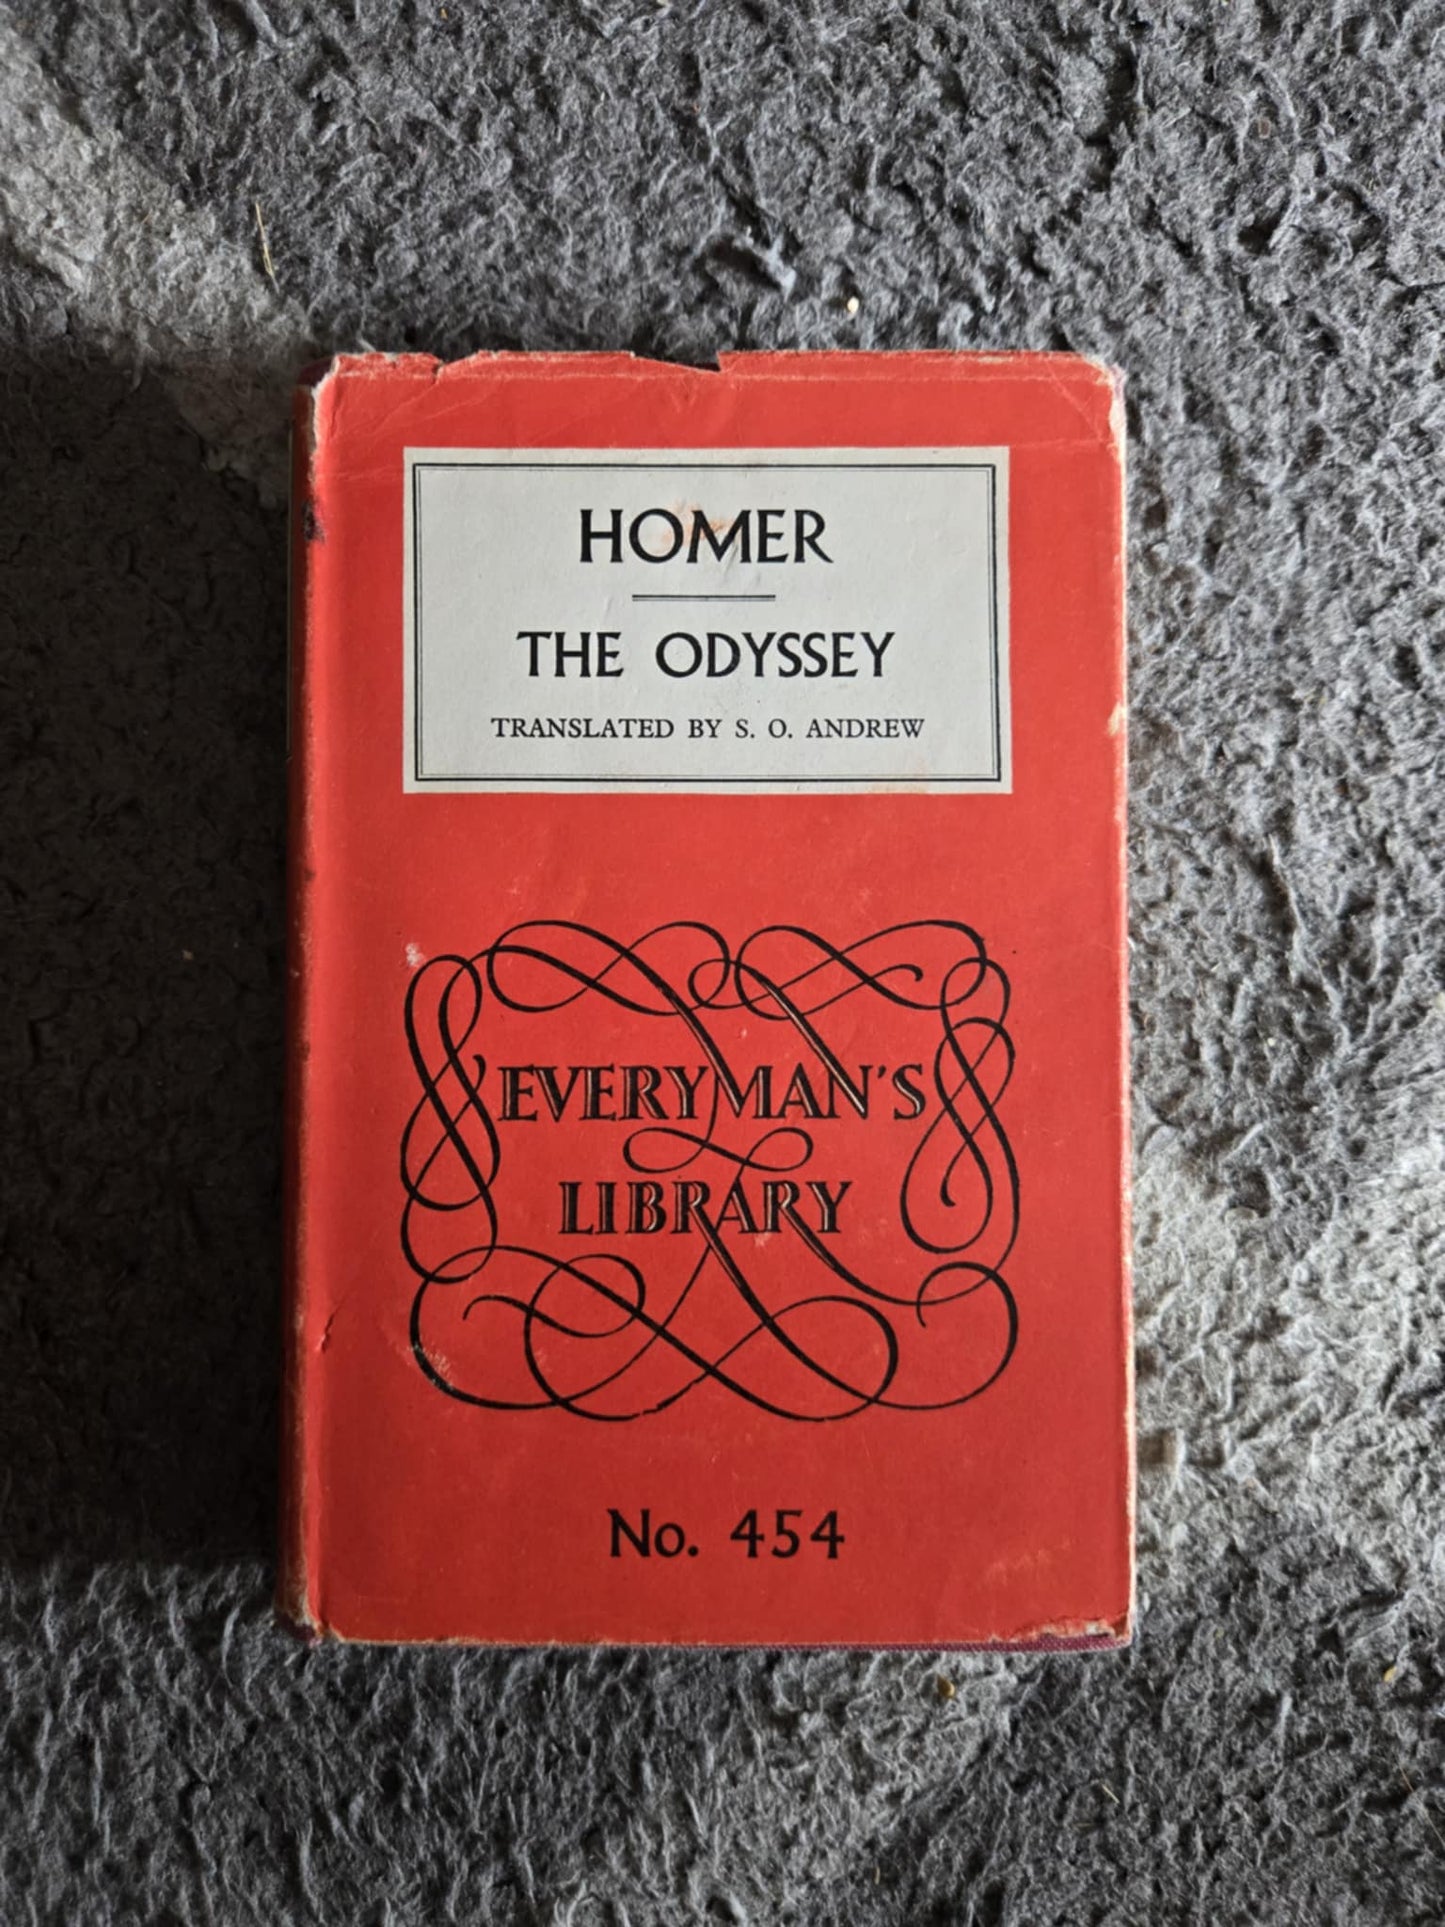 HOMER
THE ODYSSEY
TRANSLATED BY S. O. ANDREW
EVERYMAN'S
LIBRARY
No. 454